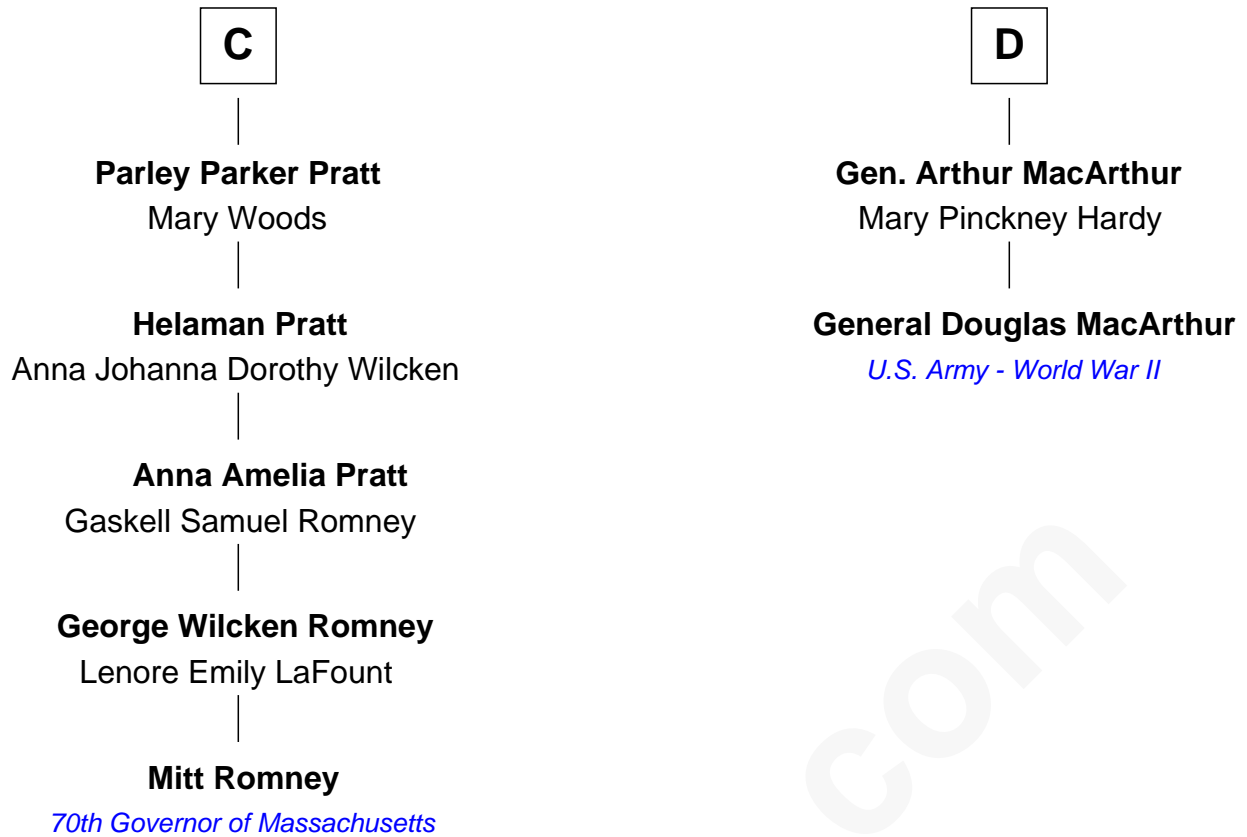 C
Parley Parker Pratt
Mary Woods
Helaman Pratt
Anna Johanna Dorothy Wilcken
Anna Amelia Pratt
Gaskell Samuel Romney
George Wilcken Romney
Lenore Emily LaFount
Mitt Romney
70th Governor of Massachusetts
D
Gen. Arthur MacArthur
Mary Pinckney Hardy
General Douglas MacArthur
U.S. Army - World War II
com